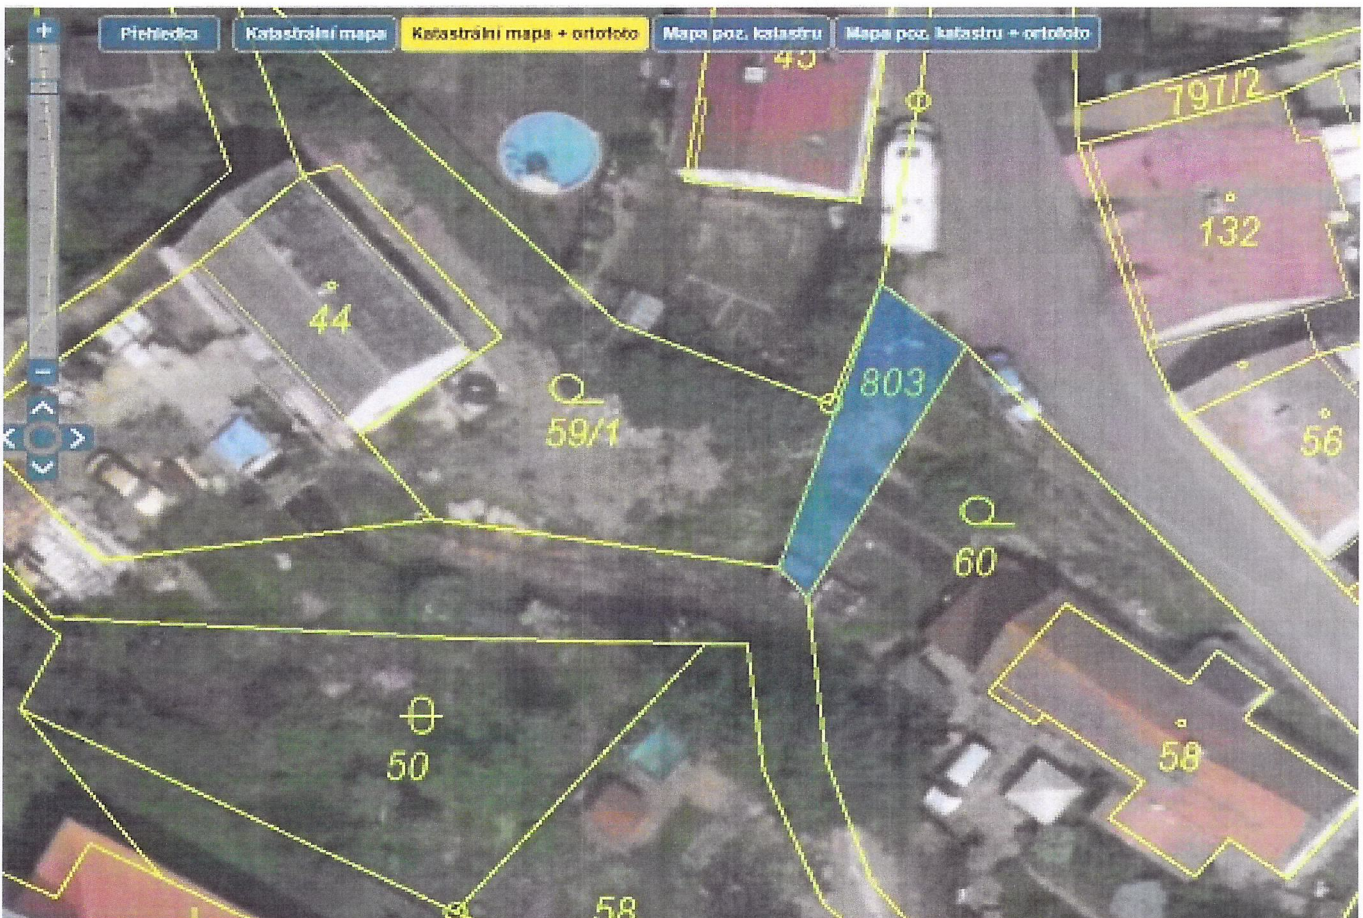 Přehledka
Katastrální mapa
Katastrální mapa + ortofoto
Mapa poz. katastru
Mapa poz. katastru + ortofoto
45
797/2
132
44
803
59/1
56
60
50
58
58